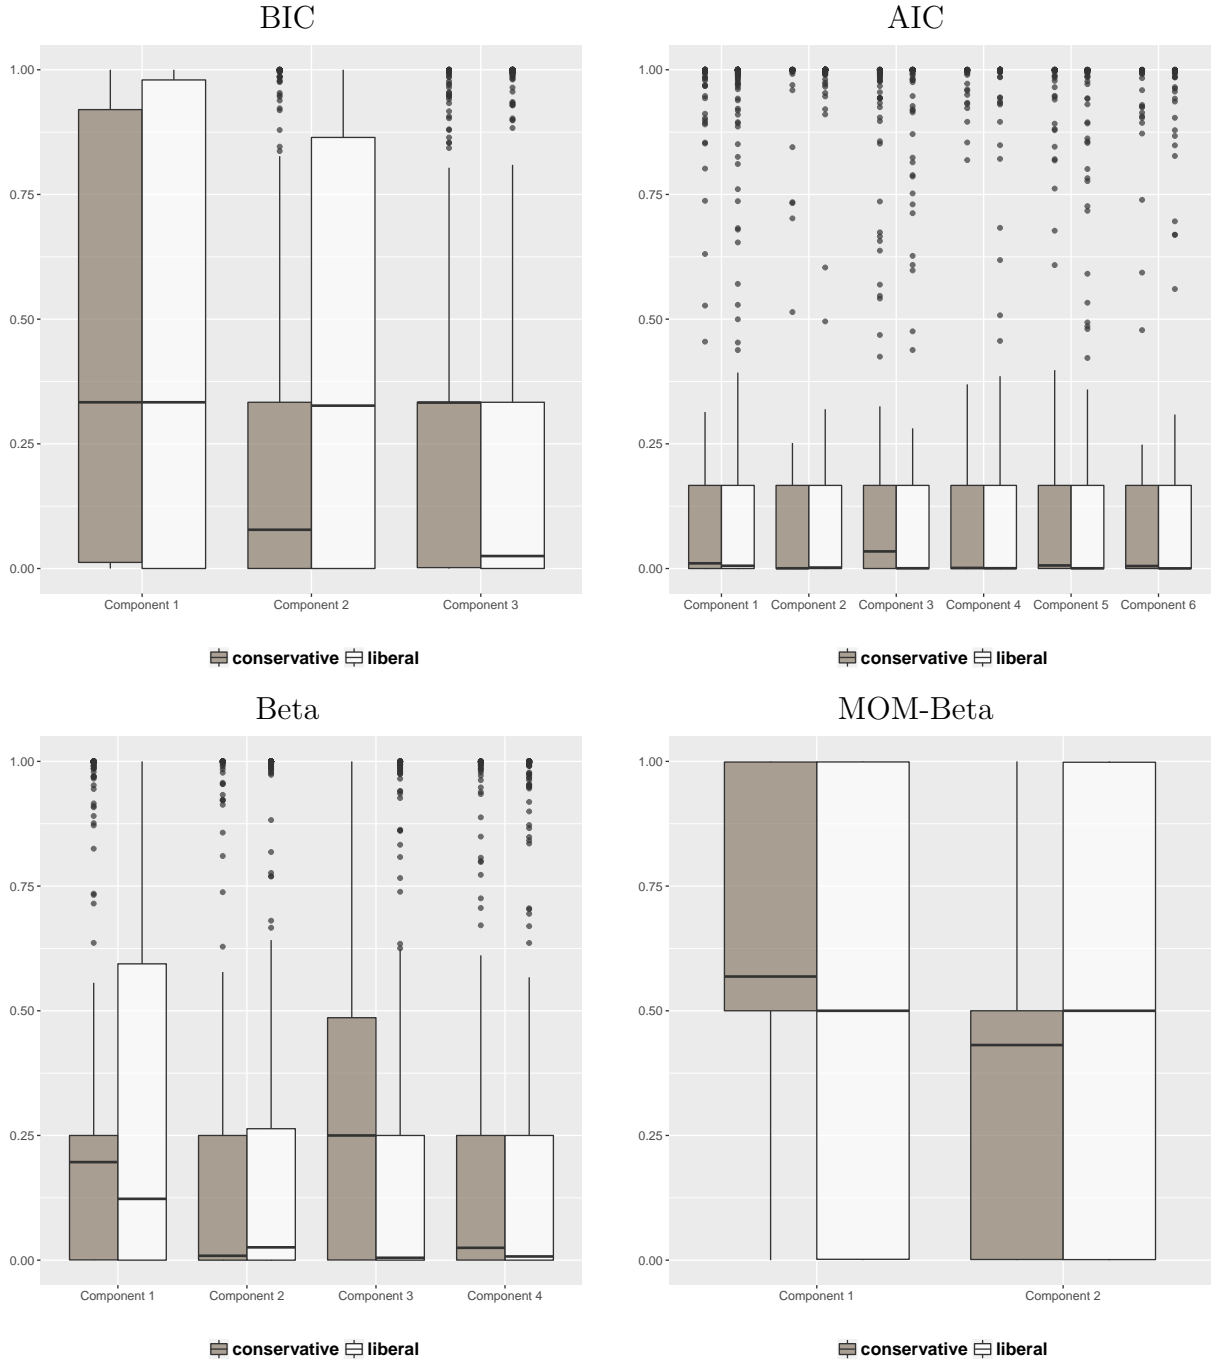 BIC
AIC
1.00
0.75
0.50
0.25
0.00
Component 1 Component 2 Component 3
conservative liberal
1.00
0.75
0.50
0.25
0.00
Component 1 Component 2 Component 3 Component 4 Component 5 Component 6
conservative liberal
Beta
MOM-Beta
1.00
0.75
0.50
0.25
0.00
Component 1 Component 2 Component 3 Component 4
conservative liberal
1.00
0.75
0.50
0.25
0.00
Component 1 Component 2
conservative liberal